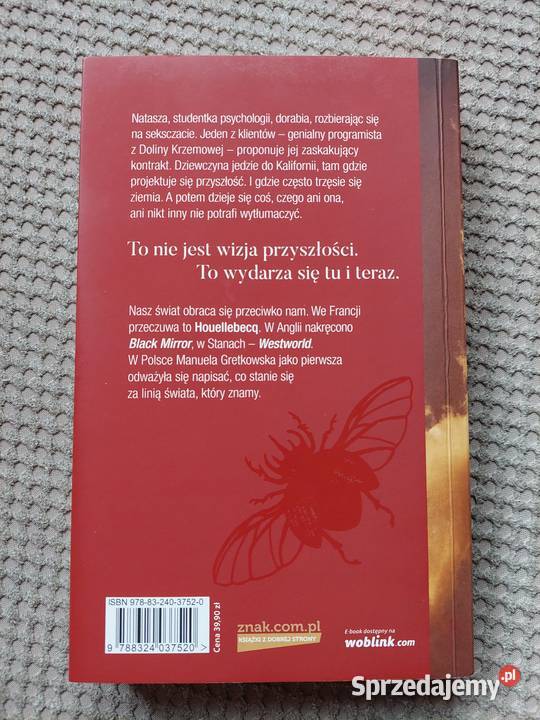 Natasza, studentka psychologii, dorabia, rozbierając się
na seksczacie. Jeden z klientów – genialny programista
z Doliny Krzemowej – proponuje jej zaskakujący
kontrakt. Dziewczyna jedzie do Kalifornii, tam gdzie
projektuje się przyszłość. I gdzie często trzęsie się
ziemia. A potem dzieje się coś, czego ani ona,
ani nikt inny nie potrafi wytłumaczyć.
To nie jest wizja przyszłości.
To wydarza się tu i teraz.
Nasz świat obraca się przeciwko nam. We Francji
przeczuwa to Houellebecq. W Anglii nakręcono
Black Mirror, w Stanach – Westworld.
W Polsce Manuela Gretkowska jako pierwsza
odważyła się napisać, co stanie się
za linią świata, który znamy.
ISBN 978-83-240-3752-0
9 788324 037520 >
Cena 39,90 zł
znak.com.pl
KSIĄŻKI Z DOBREJ STRONY
E-book dostępny na
woblink.com
Sprzedajemy.pl